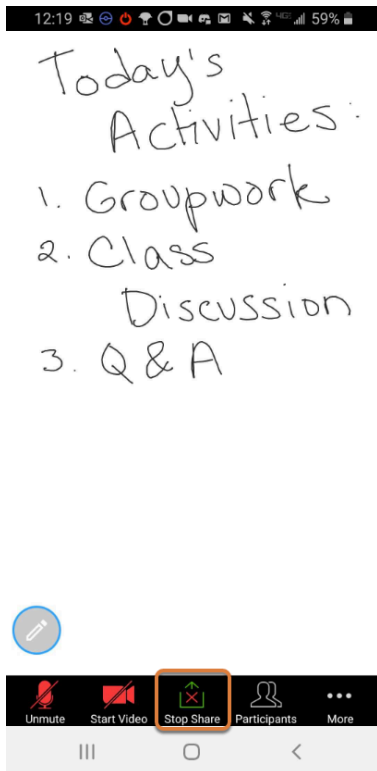 12:19 59%
Today's
Activities:
1. Groupwork
2. Class
Discussion
3. Q & A
Unmute Start Video Stop Share Participants More